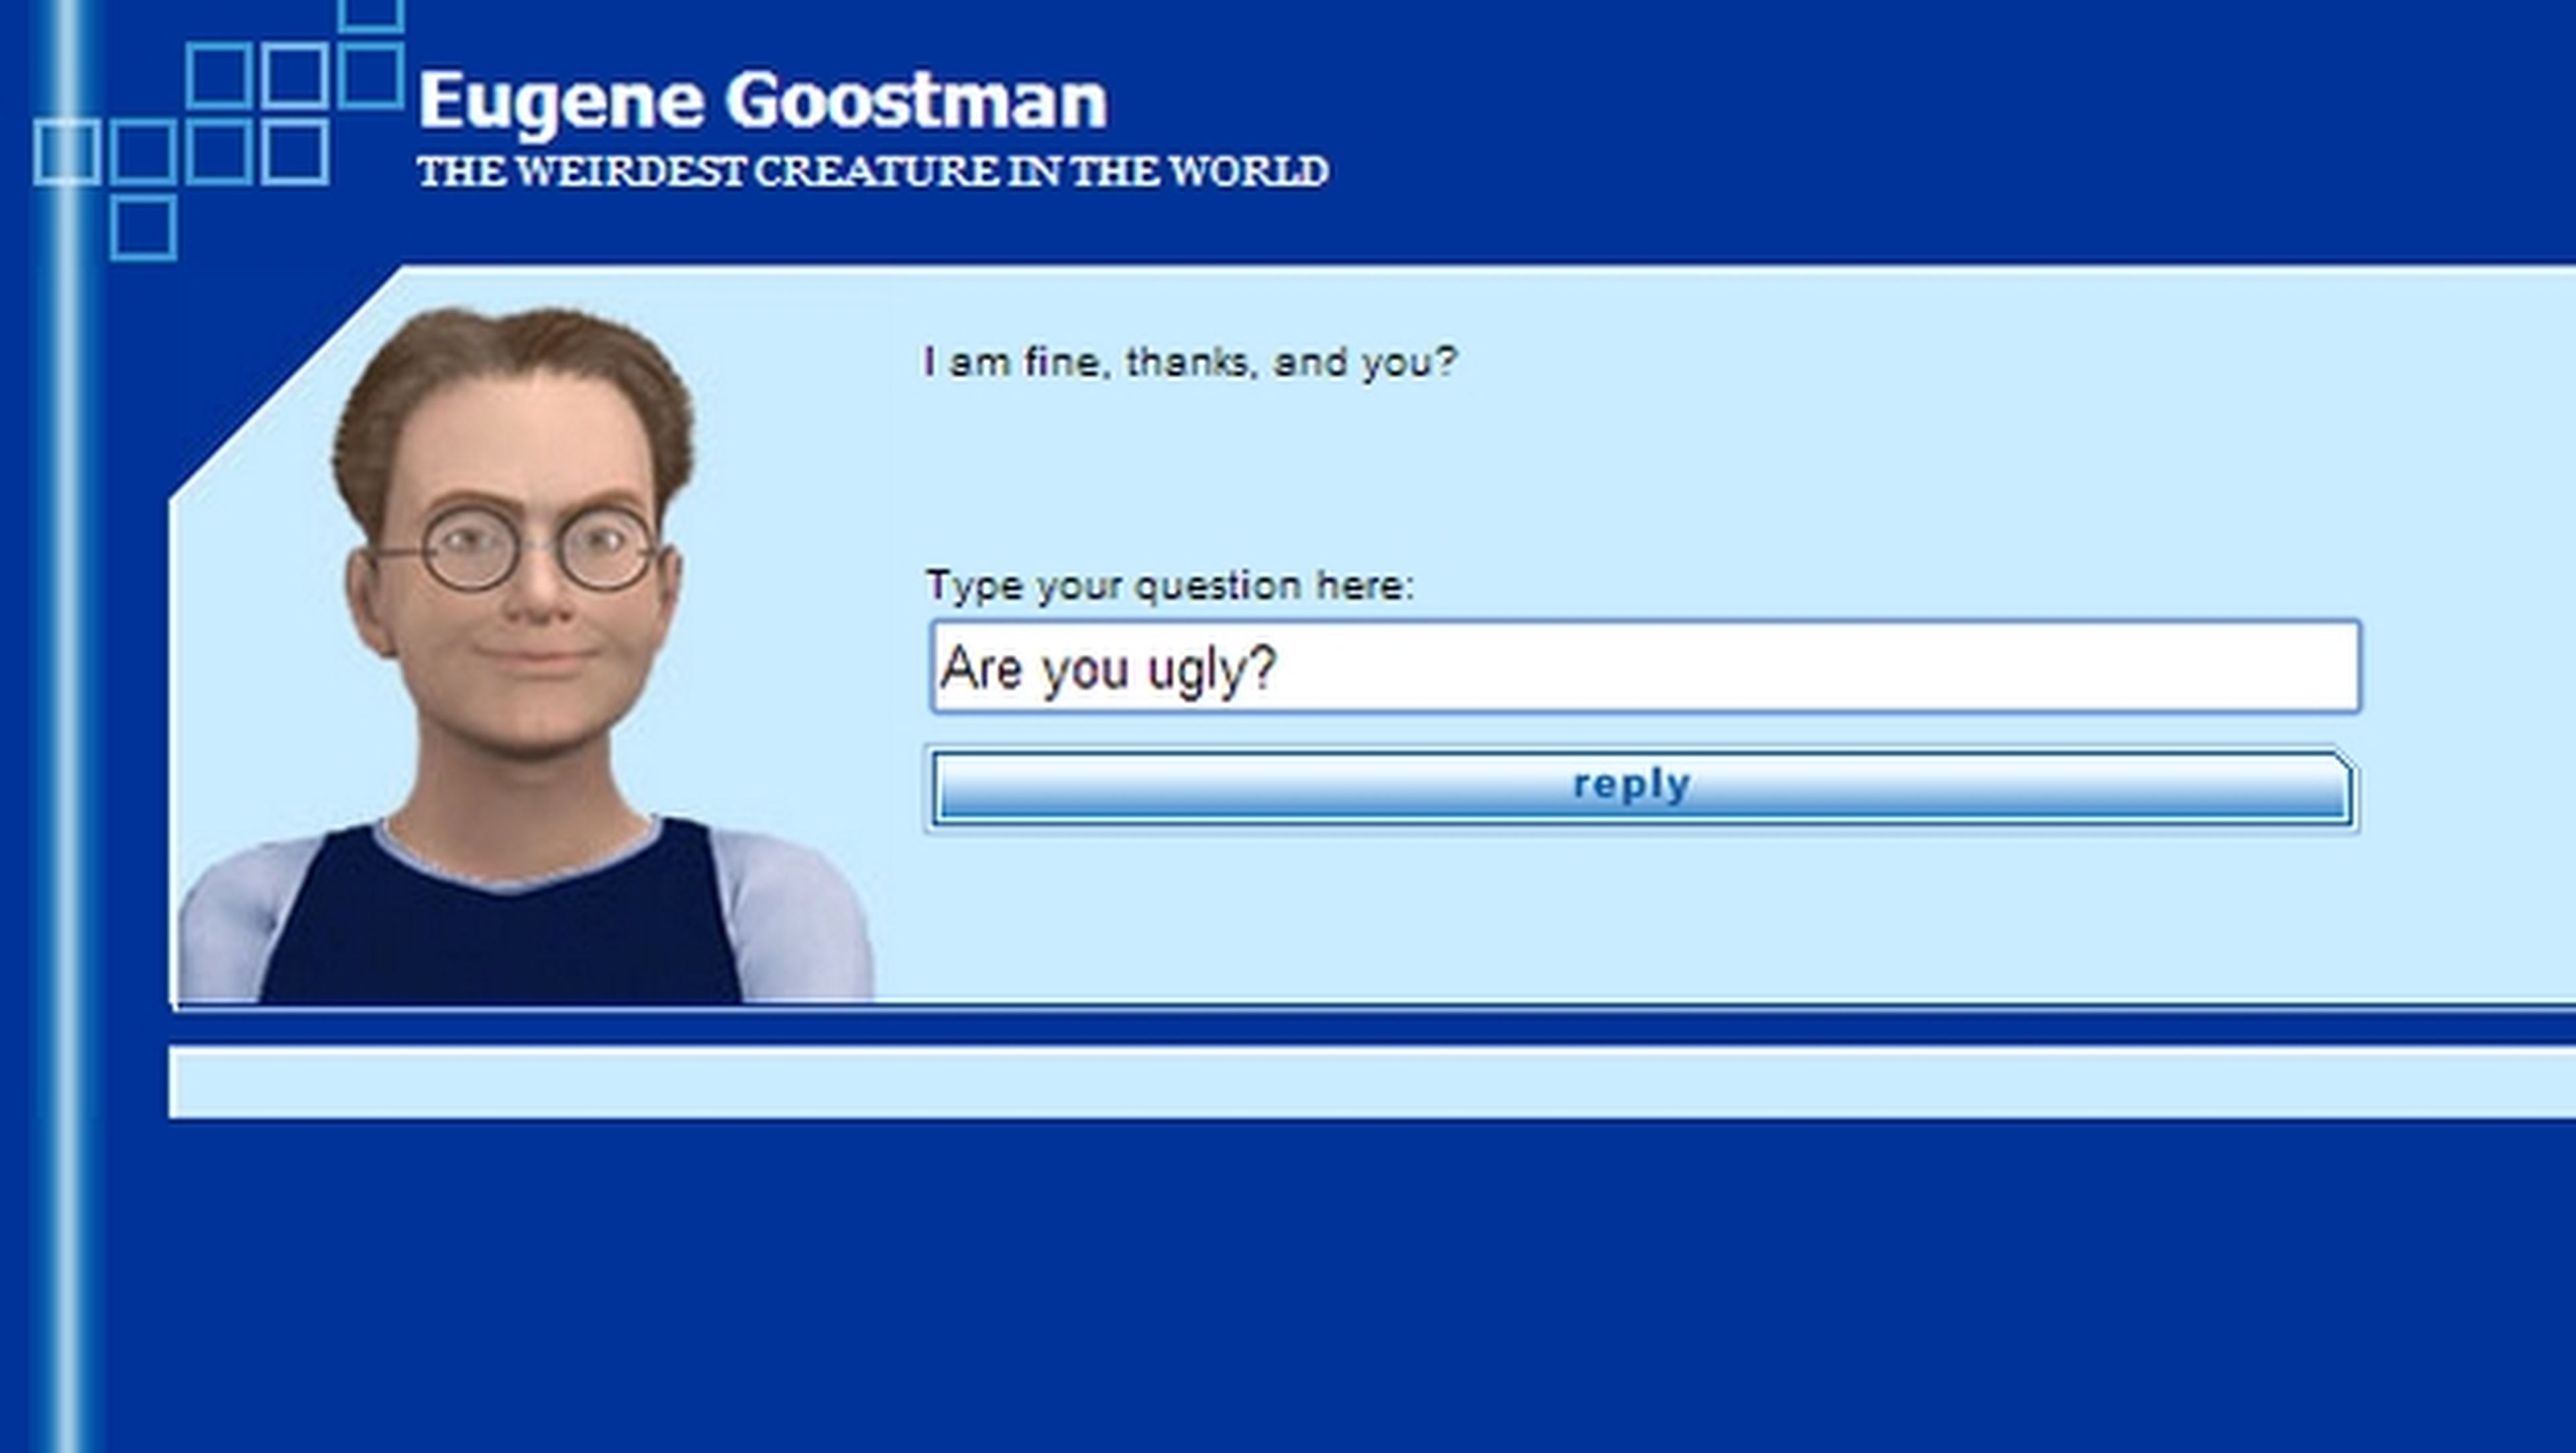 Eugene Goostman
THE WEIRDEST CREATURE IN THE WORLD
I am fine, thanks, and you?
Type your question here:
Are you ugly?
reply